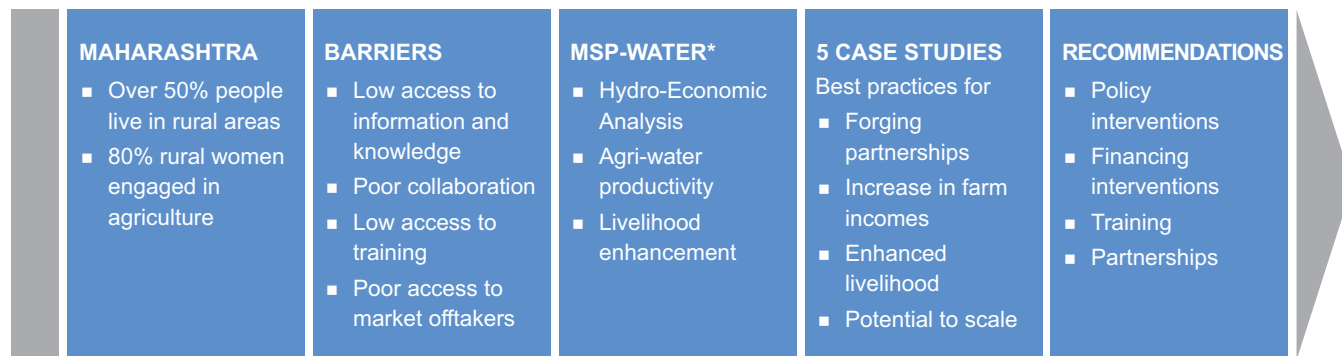 MAHARASHTRA
■ Over 50% people
live in rural areas
■ 80% rural women
engaged in
agriculture
BARRIERS
■ Low access to
information and
knowledge
■ Poor collaboration
■ Low access to
training
■ Poor access to
market offtakers
MSP-WATER*
■ Hydro-Economic
Analysis
■ Agri-water
productivity
■ Livelihood
enhancement
5 CASE STUDIES
Best practices for
■ Forging
partnerships
■ Increase in farm
incomes
■ Enhanced
livelihood
■ Potential to scale
RECOMMENDATIONS
■ Policy
interventions
■ Financing
interventions
■ Training
■ Partnerships